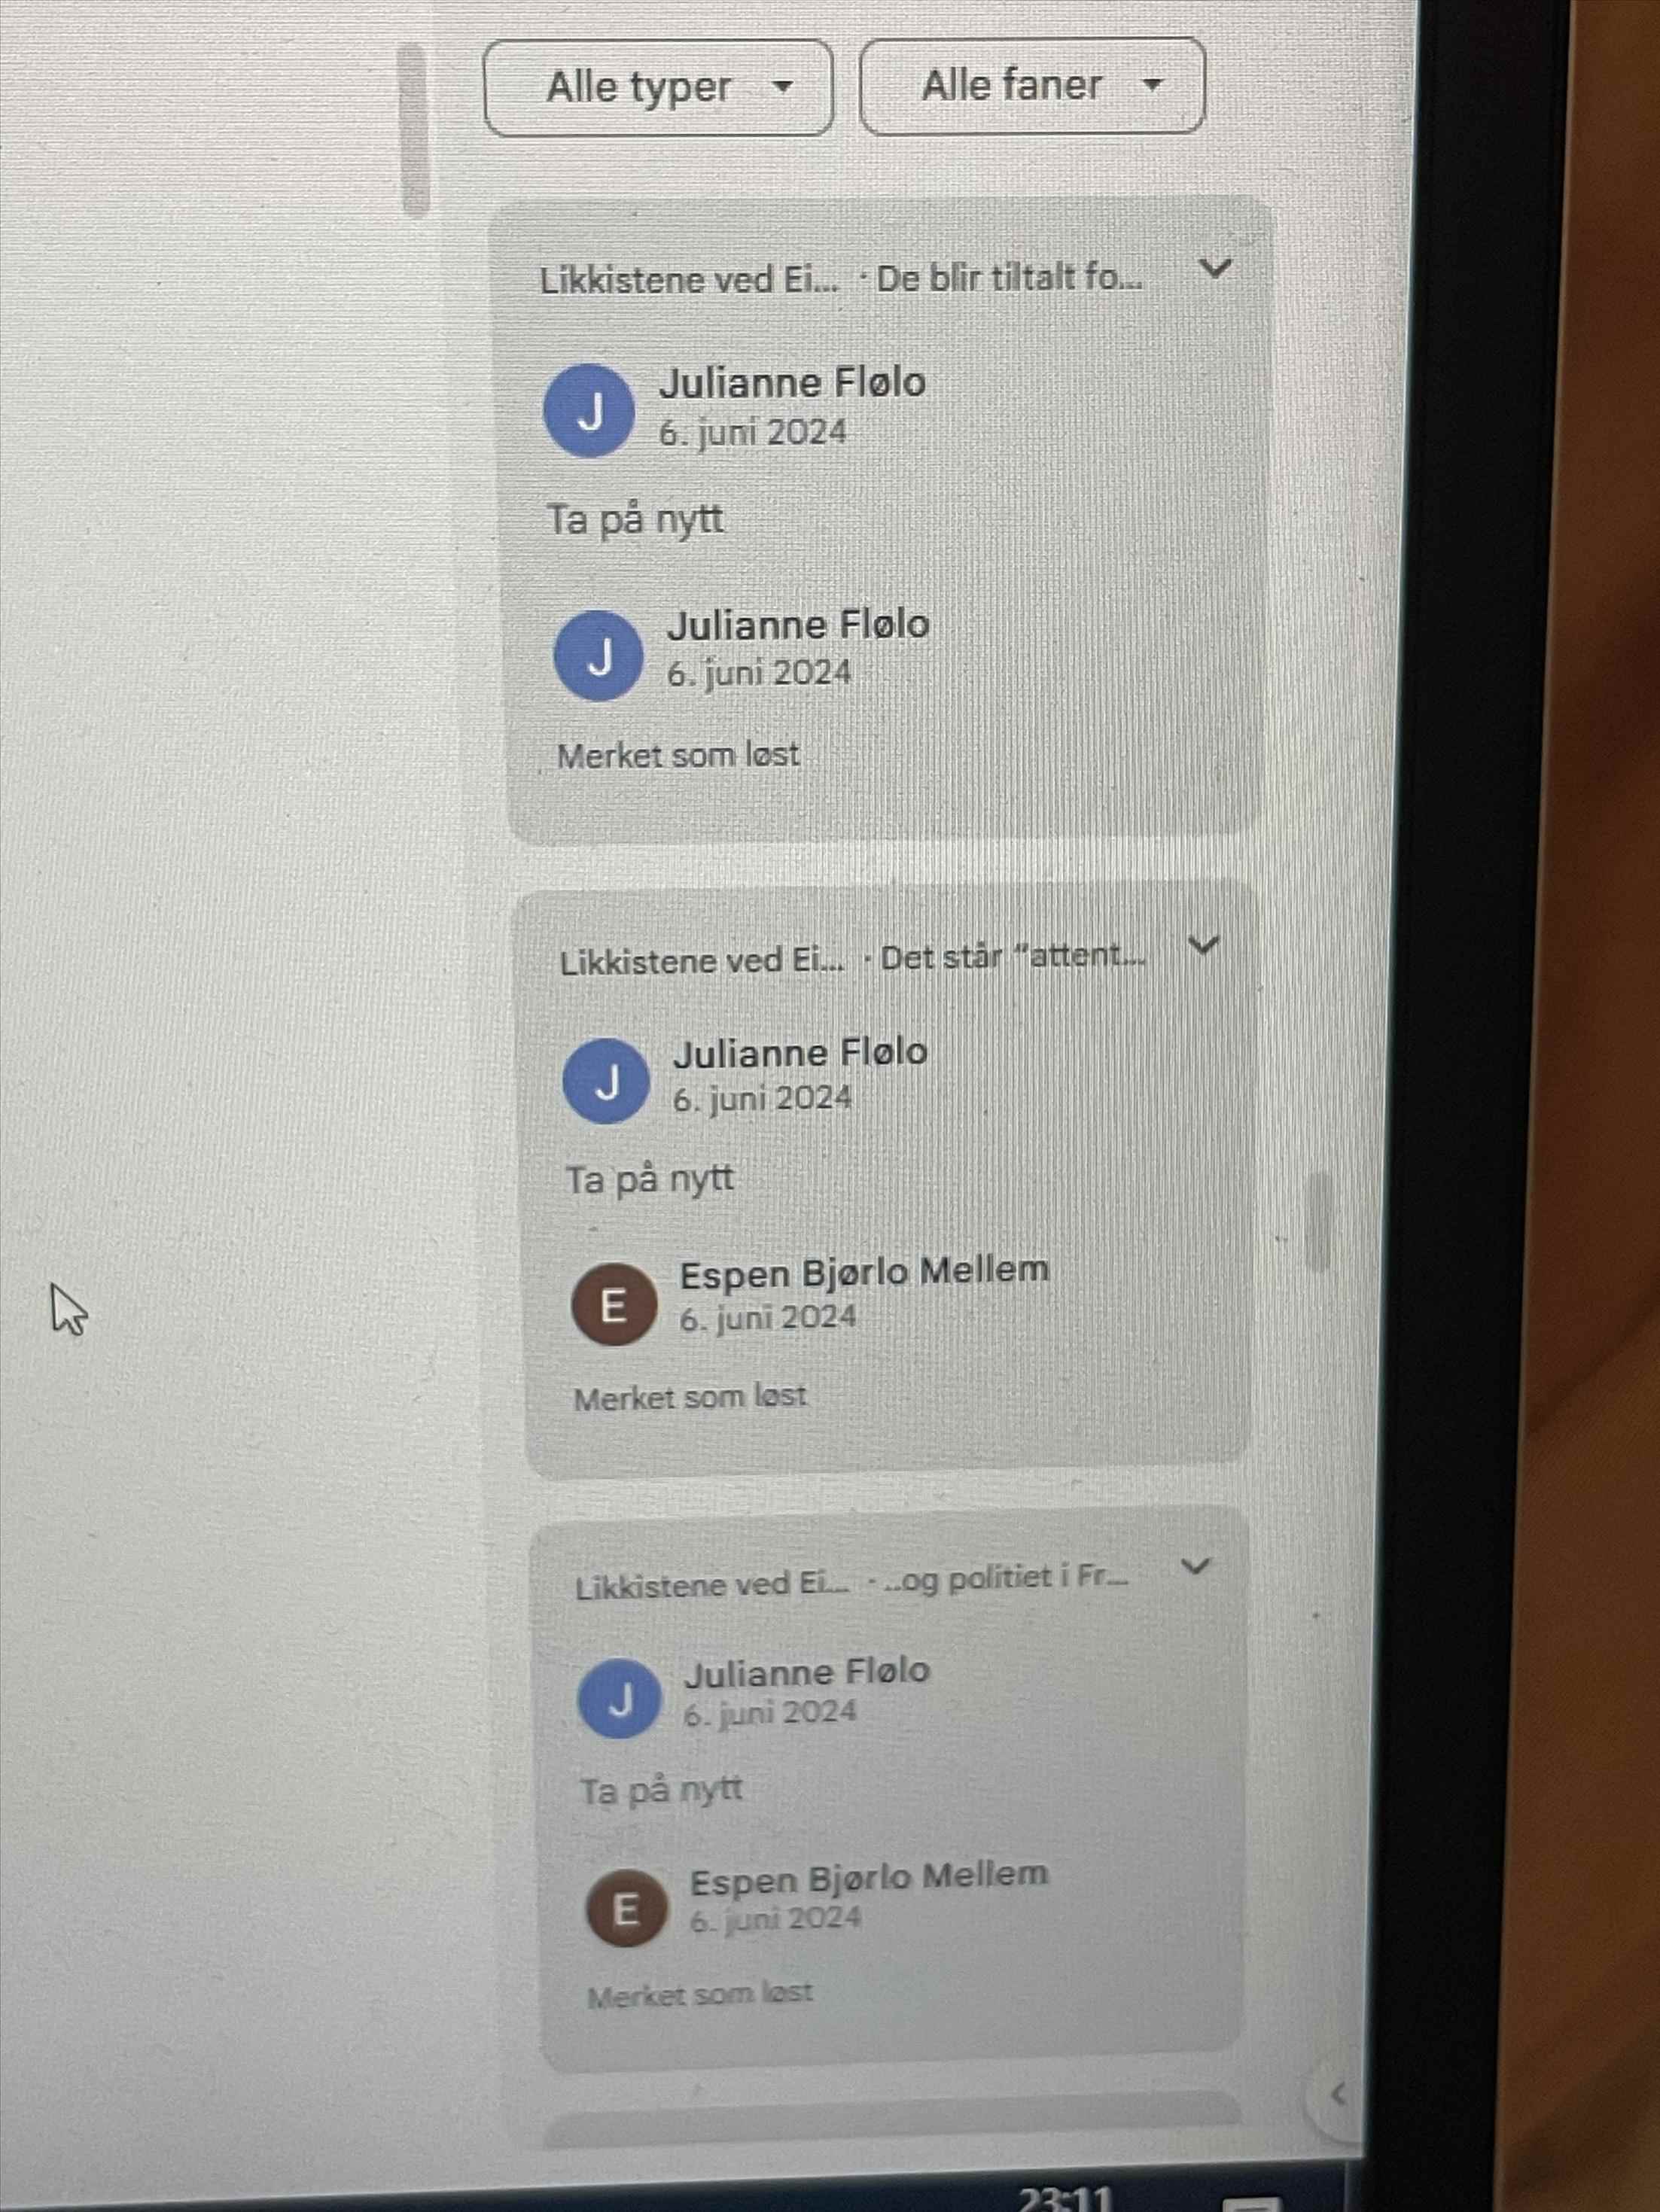 Alle typer
Alle faner
Likkistene ved Ei... · De blir tiltalt fo...
J
Julianne Flølo
6. juni 2024
Ta på nytt
J
Julianne Flølo
6. juni 2024
Merket som løst
Likkistene ved Ei... · Det står "attent...
J
Julianne Flølo
6. juni 2024
Ta på nytt
E
Espen Bjørlo Mellem
6. juni 2024
Merket som løst
Likkistene ved Ei... · ..og politiet i Fr...
J
Julianne Flølo
6. juni 2024
Ta på nytt
E
Espen Bjørlo Mellem
6. juni 2024
Merket som løst
23:11